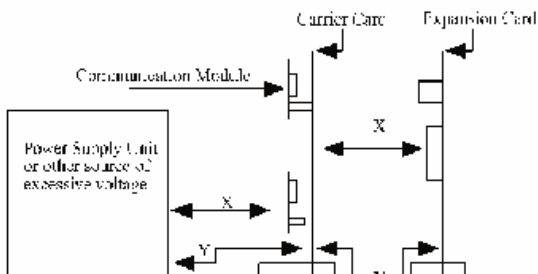 Carrier Card
Expansion Card
Communication Module
X
Power Supply Unit
or other source of
excessive voltage
X
Y